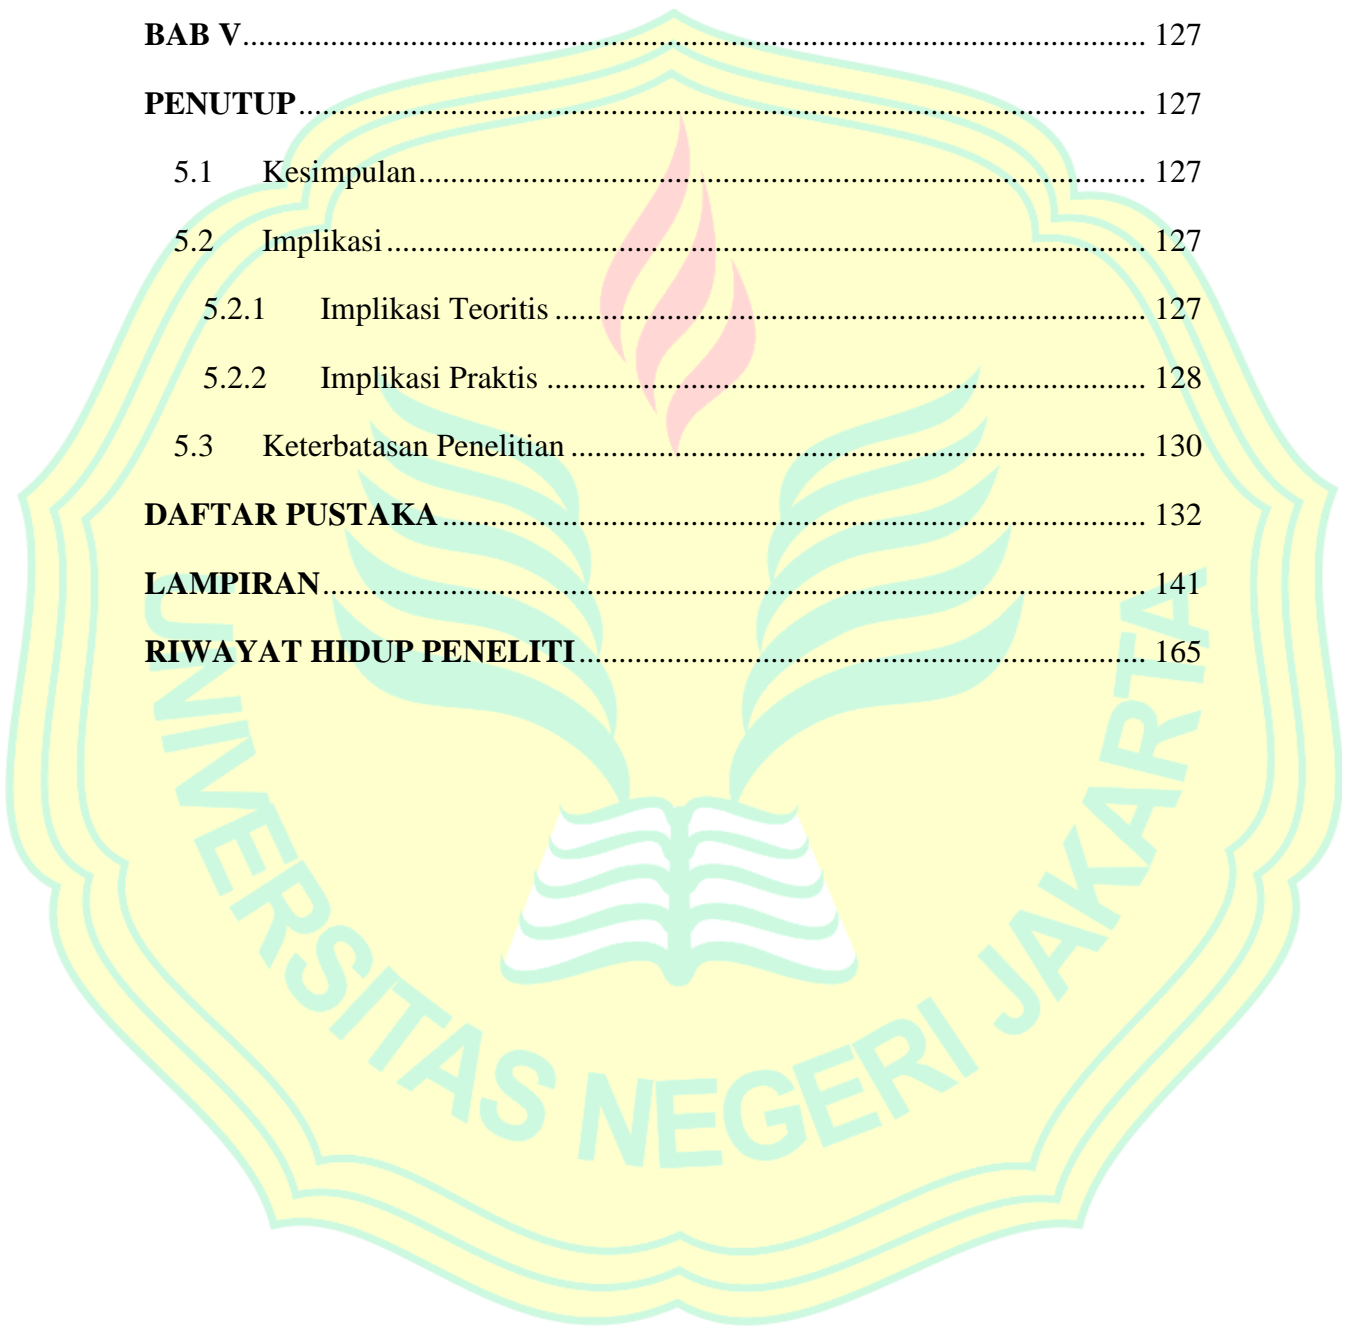 BAB V........................................................................................................ 127
PENUTUP.................................................................................................. 127
5.1 Kesimpulan........................................................................................... 127
5.2 Implikasi............................................................................................... 127
5.2.1 Implikasi Teoritis.............................................................................. 127
5.2.2 Implikasi Praktis............................................................................... 128
5.3 Keterbatasan Penelitian....................................................................... 130
DAFTAR PUSTAKA.................................................................................. 132
LAMPIRAN................................................................................................ 141
RIWAYAT HIDUP PENELITI................................................................... 165
UNIVERSITAS NEGERI JAKARTA